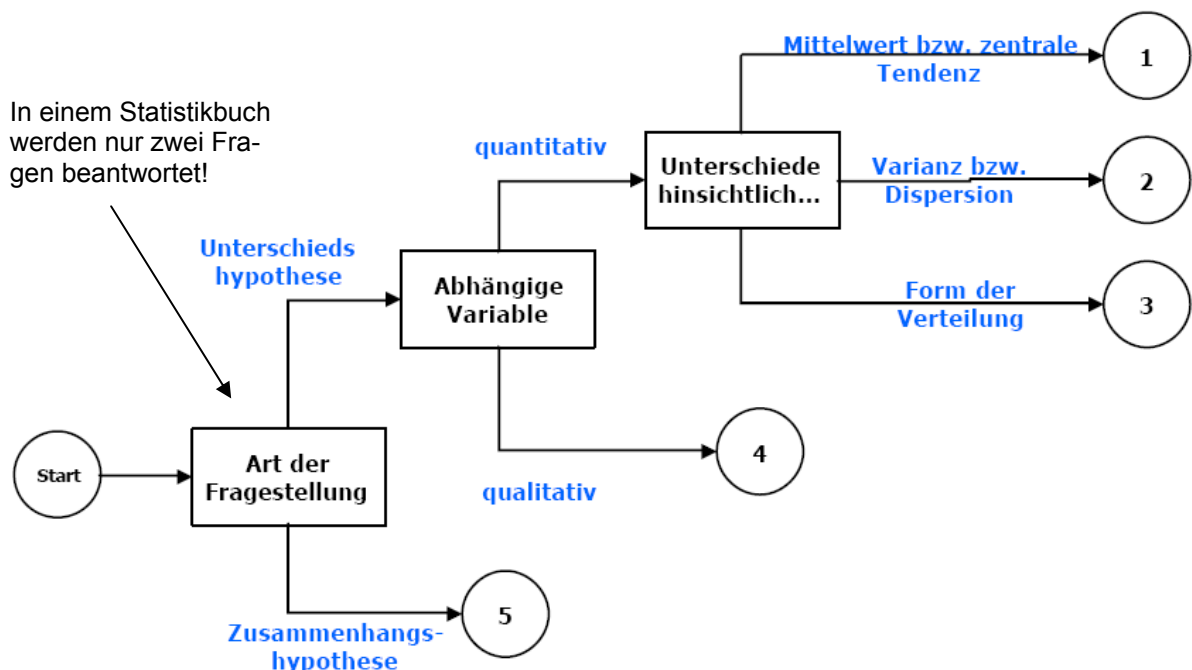 Mittelwert bzw. zentrale
Tendenz
1
In einem Statistikbuch
werden nur zwei Fra-
gen beantwortet!
quantitativ
Unterschiede
hinsichtlich...
Varianz bzw.
Dispersion
2
Unterschieds
hypothese
Abhängige
Variable
Form der
Verteilung
3
Start
Art der
Fragestellung
qualitativ
4
Zusammenhangs-
hypothese
5